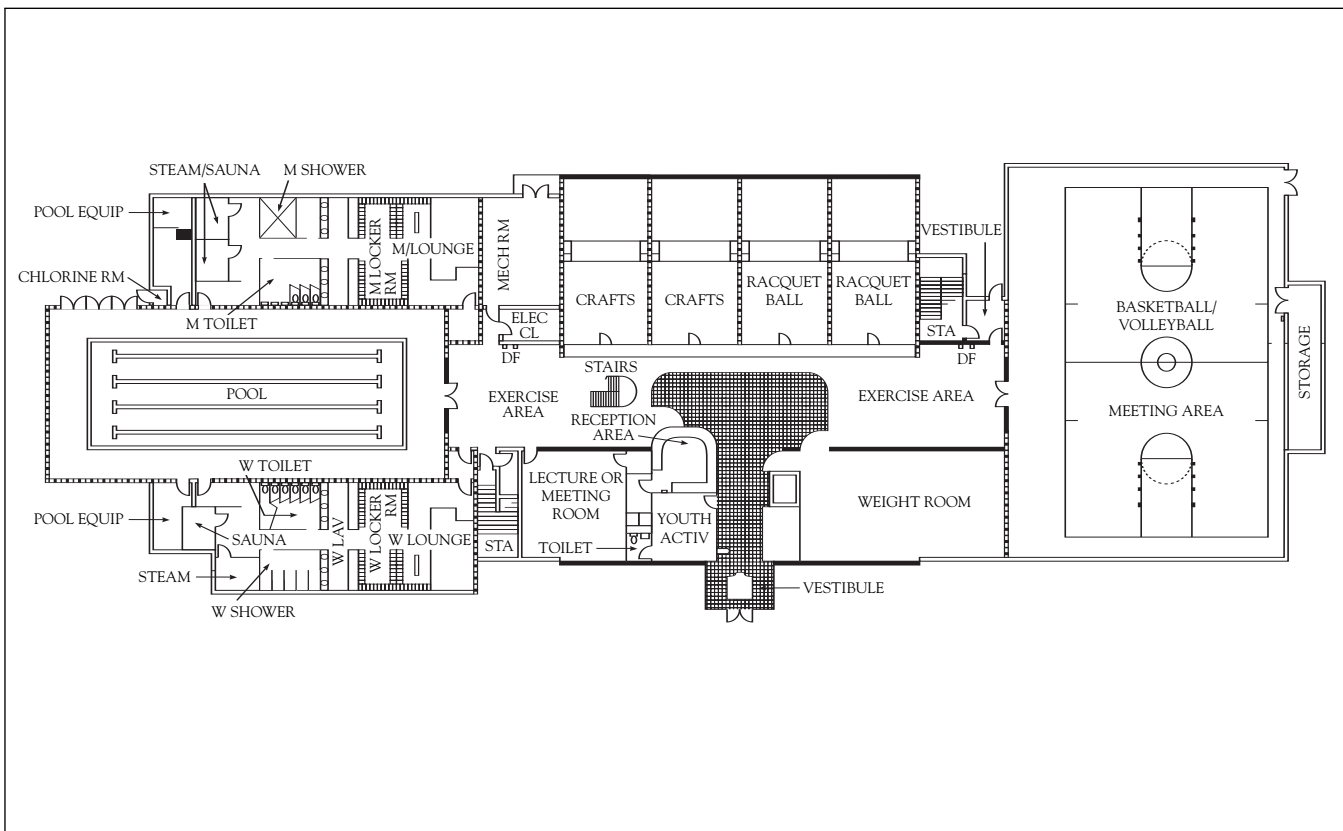 STEAM/SAUNA
M SHOWER
POOL EQUIP
CHLORINE RM
M TOILET
M LOCKER
RM
M/LOUNGE
MECH RM
ELEC
CL
DF
CRAFTS
CRAFTS
RACQUET
BALL
RACQUET
BALL
VESTIBULE
STA
DF
BASKETBALL/
VOLLEYBALL
MEETING AREA
STORAGE
POOL
EXERCISE
AREA
STAIRS
RECEPTION
AREA
EXERCISE AREA
W TOILET
POOL EQUIP
SAUNA
STEAM
W SHOWER
W LAV
W LOCKER
RM
W LOUNGE
STA
LECTURE OR
MEETING
ROOM
TOILET
YOUTH
ACTIV
WEIGHT ROOM
VESTIBULE